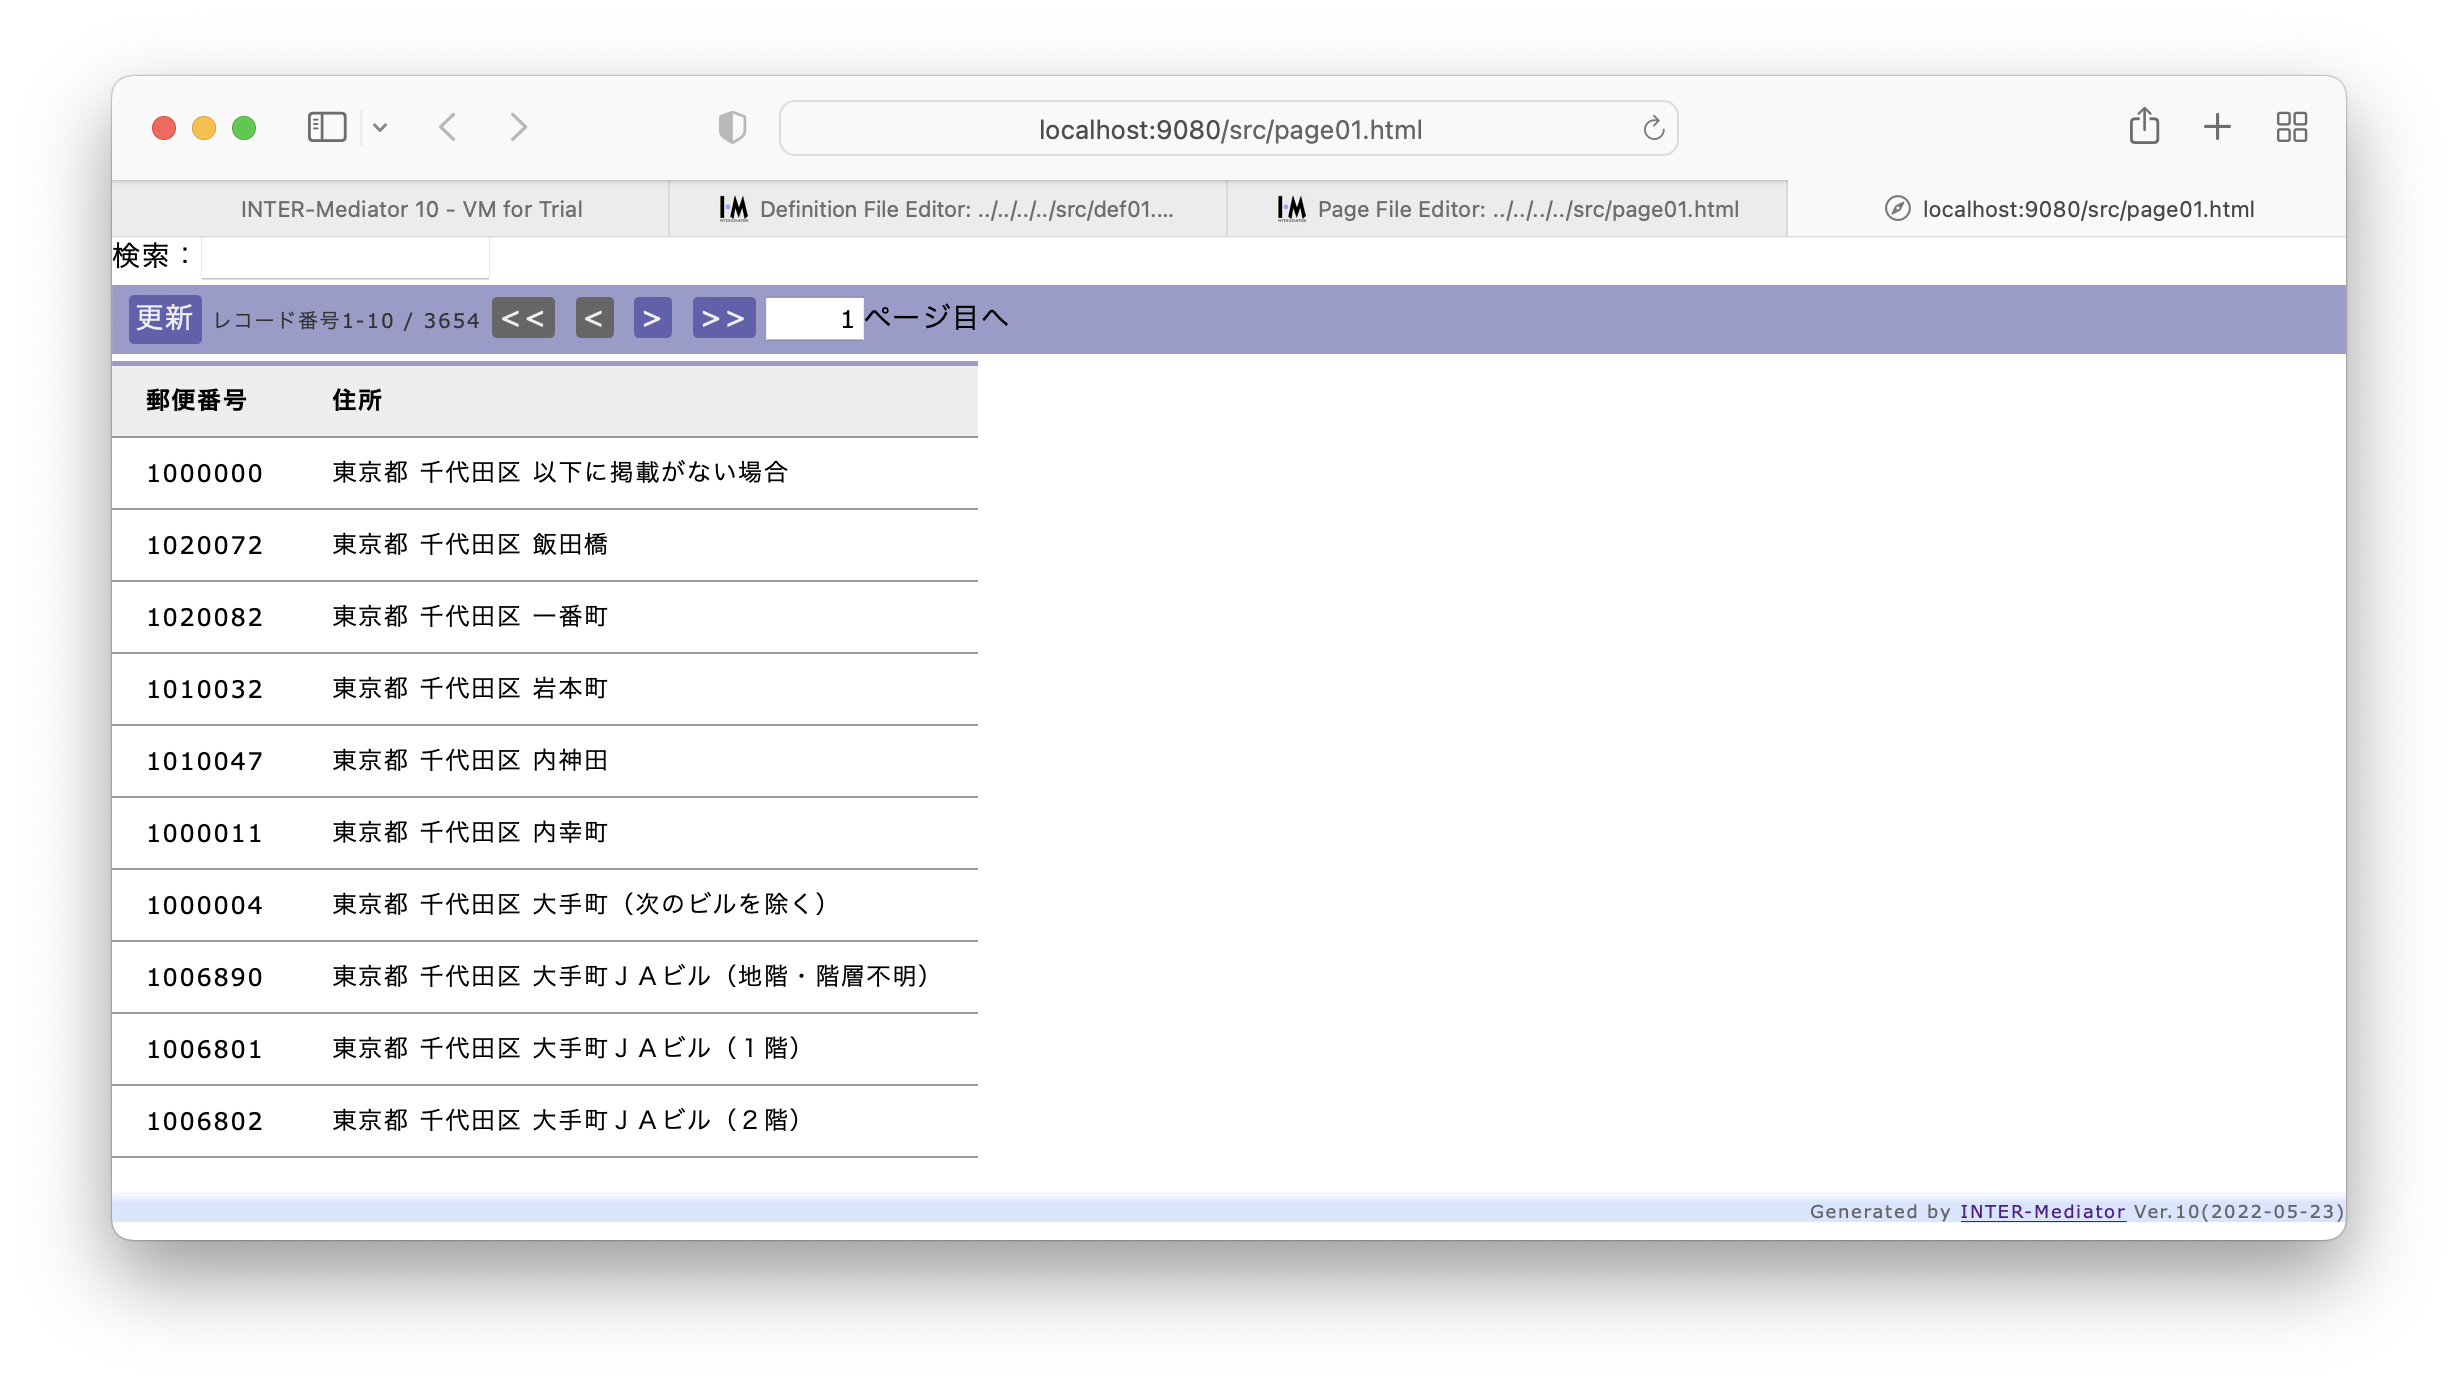 localhost:9080/src/page01.html
INTER-Mediator 10 - VM for Trial
I•M Definition File Editor: ../../../../src/def01....
I•M Page File Editor: ../../../../src/page01.html
localhost:9080/src/page01.html
検索：
更新 レコード番号1-10 / 3654 << < > >> 1 ページ目へ
郵便番号 住所
1000000 東京都 千代田区 以下に掲載がない場合
1020072 東京都 千代田区 飯田橋
1020082 東京都 千代田区 一番町
1010032 東京都 千代田区 岩本町
1010047 東京都 千代田区 内神田
1000011 東京都 千代田区 内幸町
1000004 東京都 千代田区 大手町（次のビルを除く）
1006890 東京都 千代田区 大手町ＪＡビル（地階・階層不明）
1006801 東京都 千代田区 大手町ＪＡビル（１階）
1006802 東京都 千代田区 大手町ＪＡビル（２階）
Generated by INTER-Mediator Ver.10(2022-05-23)